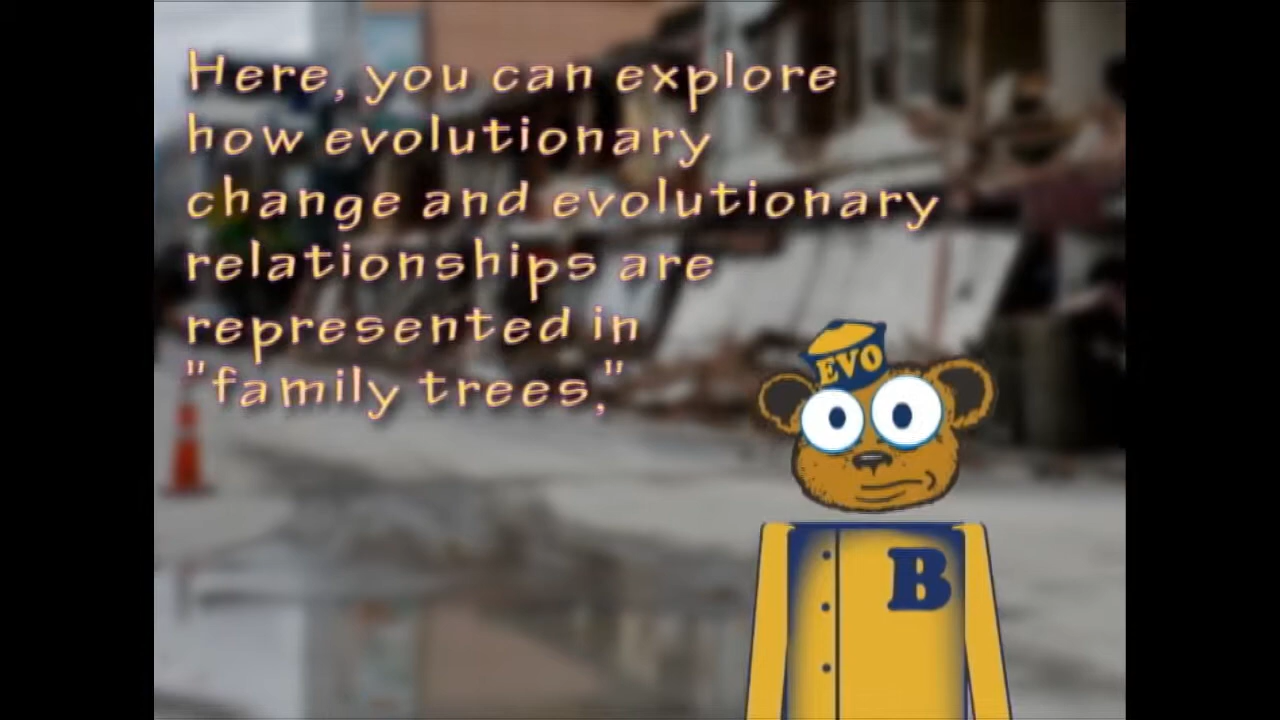 Here, you can explore
how evolutionary
change and evolutionary
relationships are
represented in
"family trees,"
EVO
B